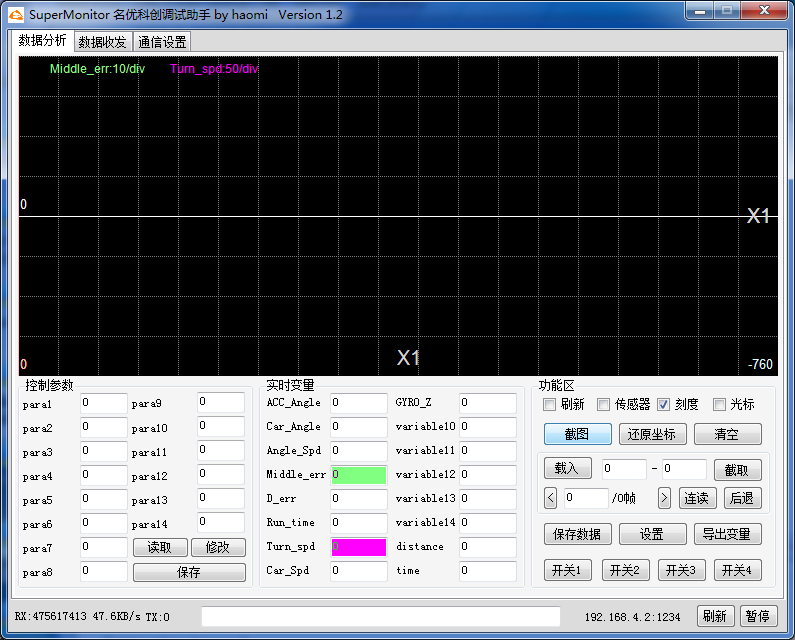 SuperMonitor 名优科创调试助手 by haomi Version 1.2
数据分析 数据收发 通信设置
Middle_err:10/div Turn_spd:50/div
0
X1
X1
0 -760
控制参数
para1 0 para9 0
para2 0 para10 0
para3 0 para11 0
para4 0 para12 0
para5 0 para13 0
para6 0 para14 0
para7 0 读取 修改
para8 0 保存
实时变量
ACC_Angle 0 GYRO_Z 0
Car_Angle 0 variable10 0
Angle_Spd 0 variable11 0
Middle_err 0 variable12 0
D_err 0 variable13 0
Run_time 0 variable14 0
Turn_spd 0 distance 0
Car_Spd 0 time 0
功能区
刷新 传感器 刻度 光标
截图 还原坐标 清空
载入 0 - 0 截取
< 0 /0帧 > 连读 后退
保存数据 设置 导出变量
开关1 开关2 开关3 开关4
RX:475617413 47.6KB/s TX:0 192.168.4.2:1234 刷新 暂停